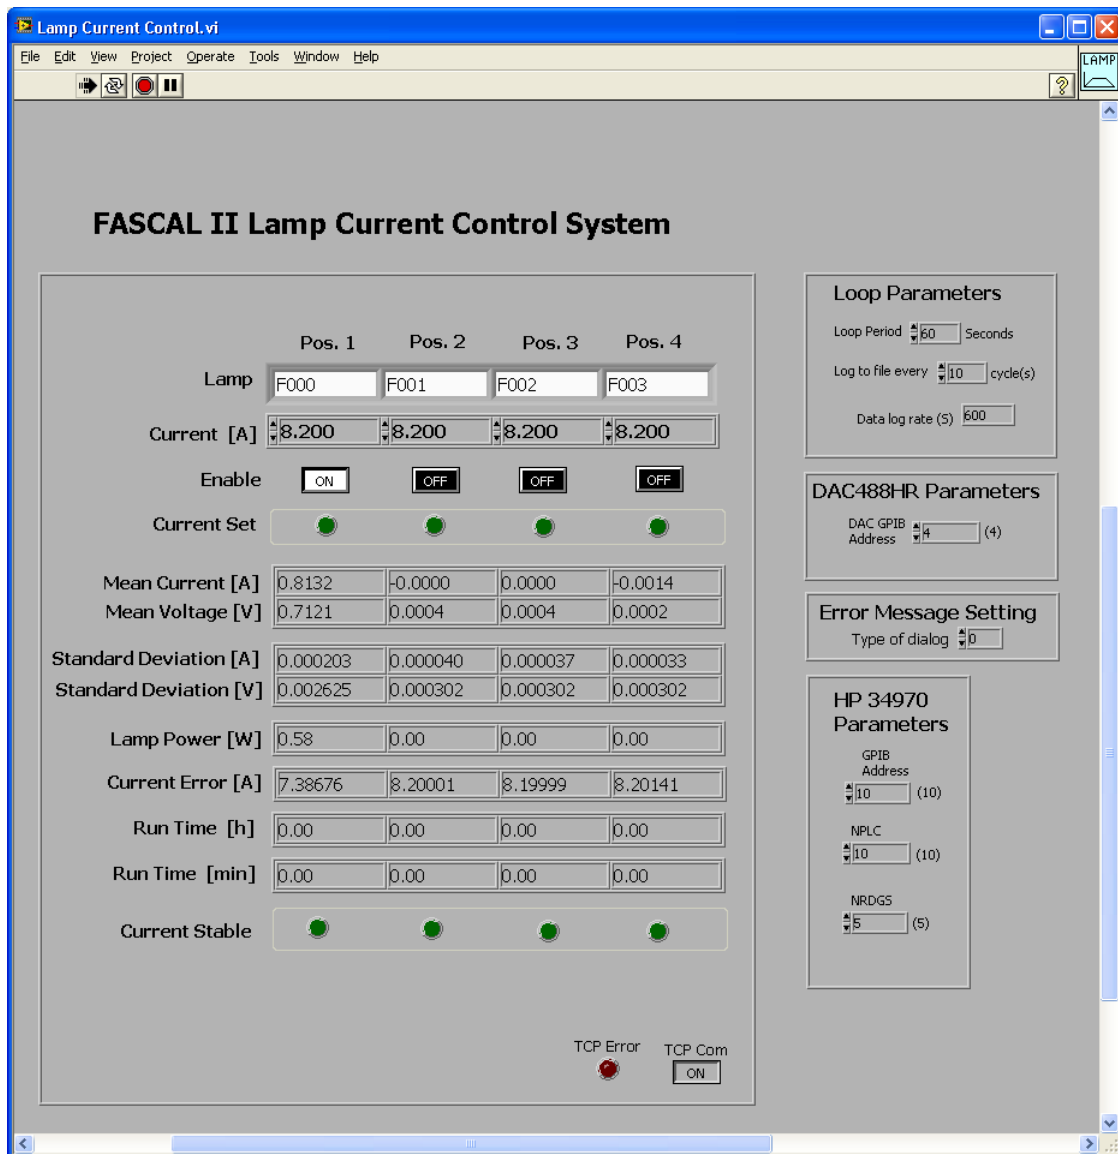 Lamp Current Control.vi
File Edit View Project Operate Tools Window Help
LAMP
?
FASCAL II Lamp Current Control System
Pos. 1 Pos. 2 Pos. 3 Pos. 4
Lamp F000 F001 F002 F003
Current [A] 8.200 8.200 8.200 8.200
Enable ON OFF OFF OFF
Current Set
Mean Current [A] 0.8132 -0.0000 0.0000 -0.0014
Mean Voltage [V] 0.7121 0.0004 0.0004 0.0002
Standard Deviation [A] 0.000203 0.000040 0.000037 0.000033
Standard Deviation [V] 0.002625 0.000302 0.000302 0.000302
Lamp Power [W] 0.58 0.00 0.00 0.00
Current Error [A] 7.38676 8.20001 8.19999 8.20141
Run Time [h] 0.00 0.00 0.00 0.00
Run Time [min] 0.00 0.00 0.00 0.00
Current Stable
TCP Error TCP Com
ON
Loop Parameters
Loop Period 60 Seconds
Log to file every 10 cycle(s)
Data log rate (S) 600
DAC488HR Parameters
DAC GPIB
Address 4 (4)
Error Message Setting
Type of dialog 0
HP 34970
Parameters
GPIB
Address
10 (10)
NPLC
10 (10)
NRDGS
5 (5)